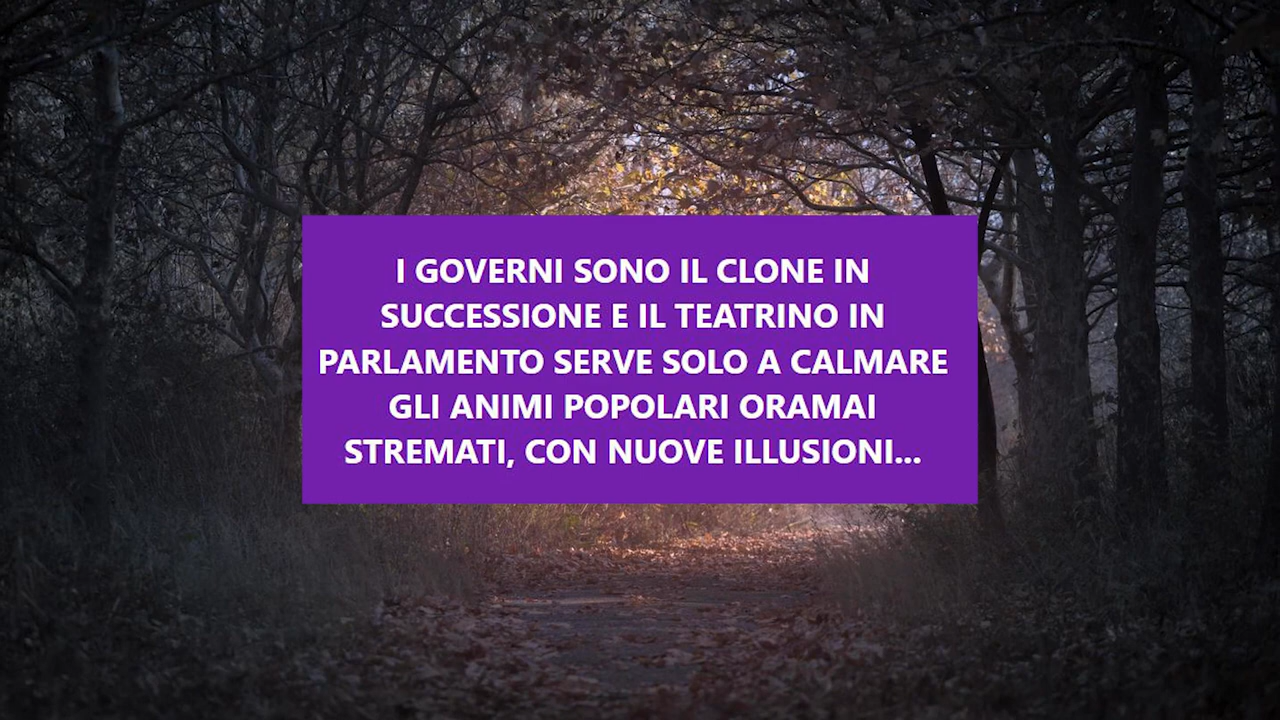 I GOVERNI SONO IL CLONE IN
SUCCESSIONE E IL TEATRINO IN
PARLAMENTO SERVE SOLO A CALMARE
GLI ANIMI POPOLARI ORAMAI
STREMATI, CON NUOVE ILLUSIONI...